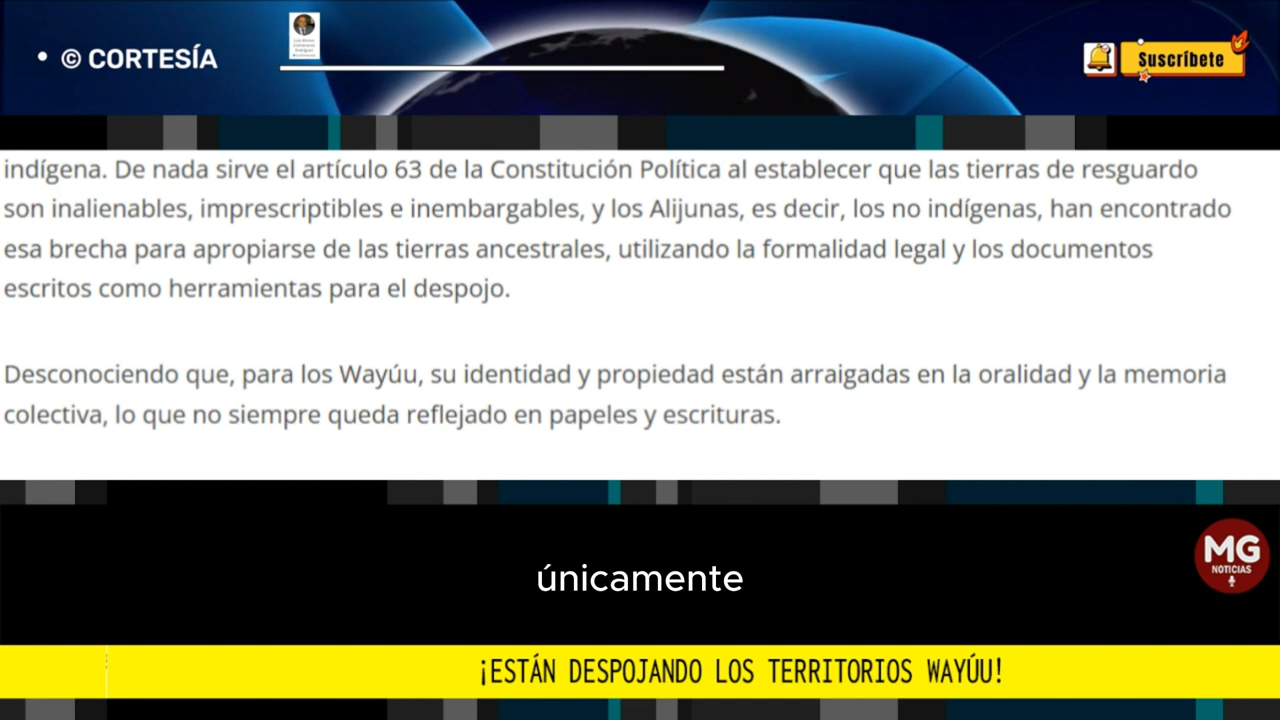 • © CORTESÍA
Suscríbete
indígena. De nada sirve el artículo 63 de la Constitución Política al establecer que las tierras de resguardo
son inalienables, imprescriptibles e inembargables, y los Alijunas, es decir, los no indígenas, han encontrado
esa brecha para apropiarse de las tierras ancestrales, utilizando la formalidad legal y los documentos
escritos como herramientas para el despojo.
Desconociendo que, para los Wayúu, su identidad y propiedad están arraigadas en la oralidad y la memoria
colectiva, lo que no siempre queda reflejado en papeles y escrituras.
únicamente
MG
NOTICIAS
¡ESTÁN DESPOJANDO LOS TERRITORIOS WAYÚU!